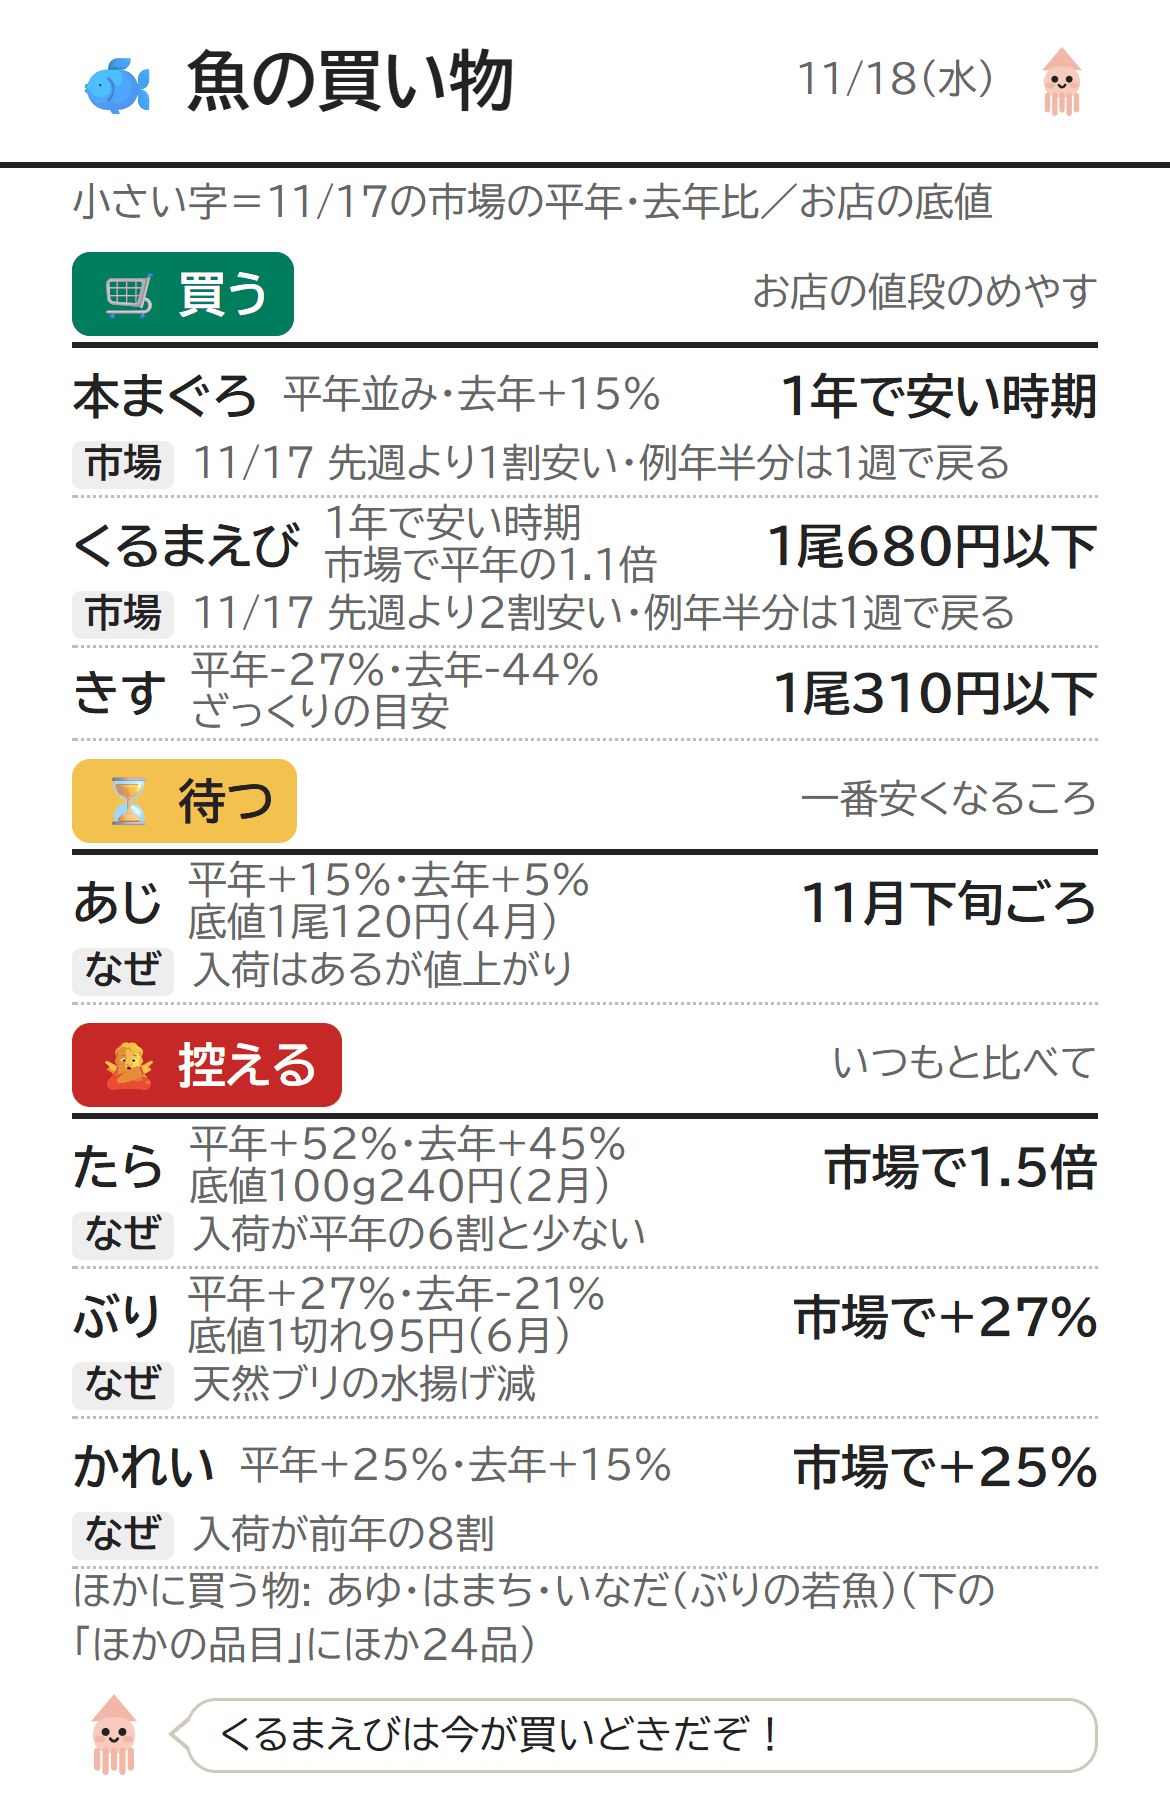 魚の買い物
11/18(水)
小さい字＝11/17の市場の平年・去年比／お店の底値
買う
お店の値段のめやす
本まぐろ 平年並み・去年+15% 1年で安い時期
市場 11/17 先週より1割安い・例年半分は1週で戻る
くるまえび 1年で安い時期
市場で平年の1.1倍
1尾680円以下
市場 11/17 先週より2割安い・例年半分は1週で戻る
きす 平年-27%・去年-44%
ざっくりの目安
1尾310円以下
待つ
一番安くなるころ
あじ 平年+15%・去年+5%
底値1尾120円(4月)
11月下旬ごろ
なぜ 入荷はあるが値上がり
控える
いつもと比べて
たら 平年+52%・去年+45%
底値100g240円(2月)
市場で1.5倍
なぜ 入荷が平年の6割と少ない
ぶり 平年+27%・去年-21%
底値1切れ95円(6月)
市場で+27%
なぜ 天然ブリの水揚げ減
かれい 平年+25%・去年+15% 市場で+25%
なぜ 入荷が前年の8割
ほかに買う物: あゆ・はまち・いなだ(ぶりの若魚)(下の
「ほかの品目」にほか24品)
くるまえびは今が買いどきだぞ！